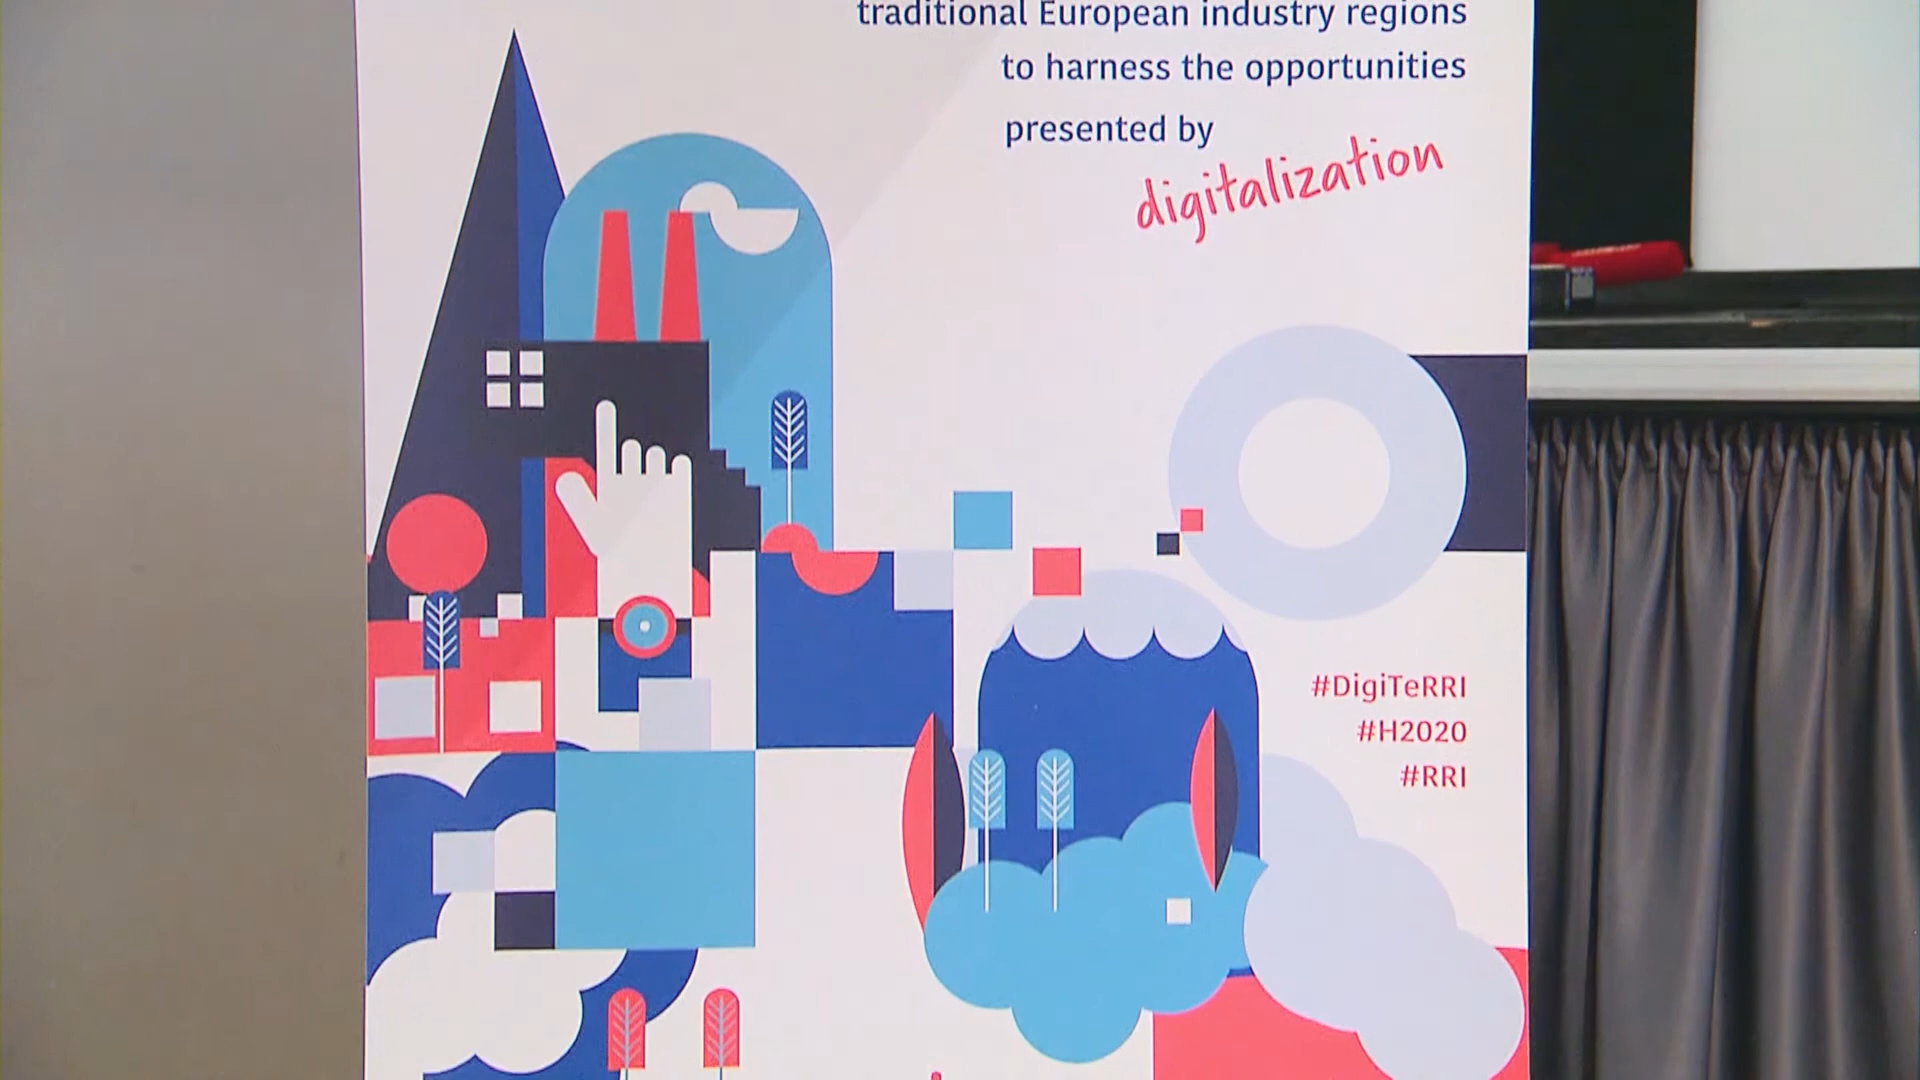 traditional European industry regions
to harness the opportunities
presented by
digitalization
#DigiTeRRI
#H2020
#RRI